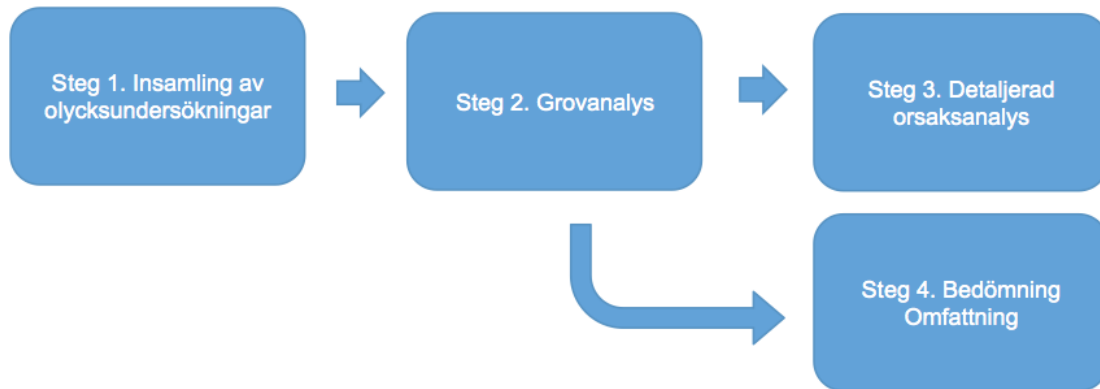 Steg 1. Insamling av
olycksundersökningar
Steg 2. Grovanalys
Steg 3. Detaljerad
orsaksanalys
Steg 4. Bedömning
Omfattning